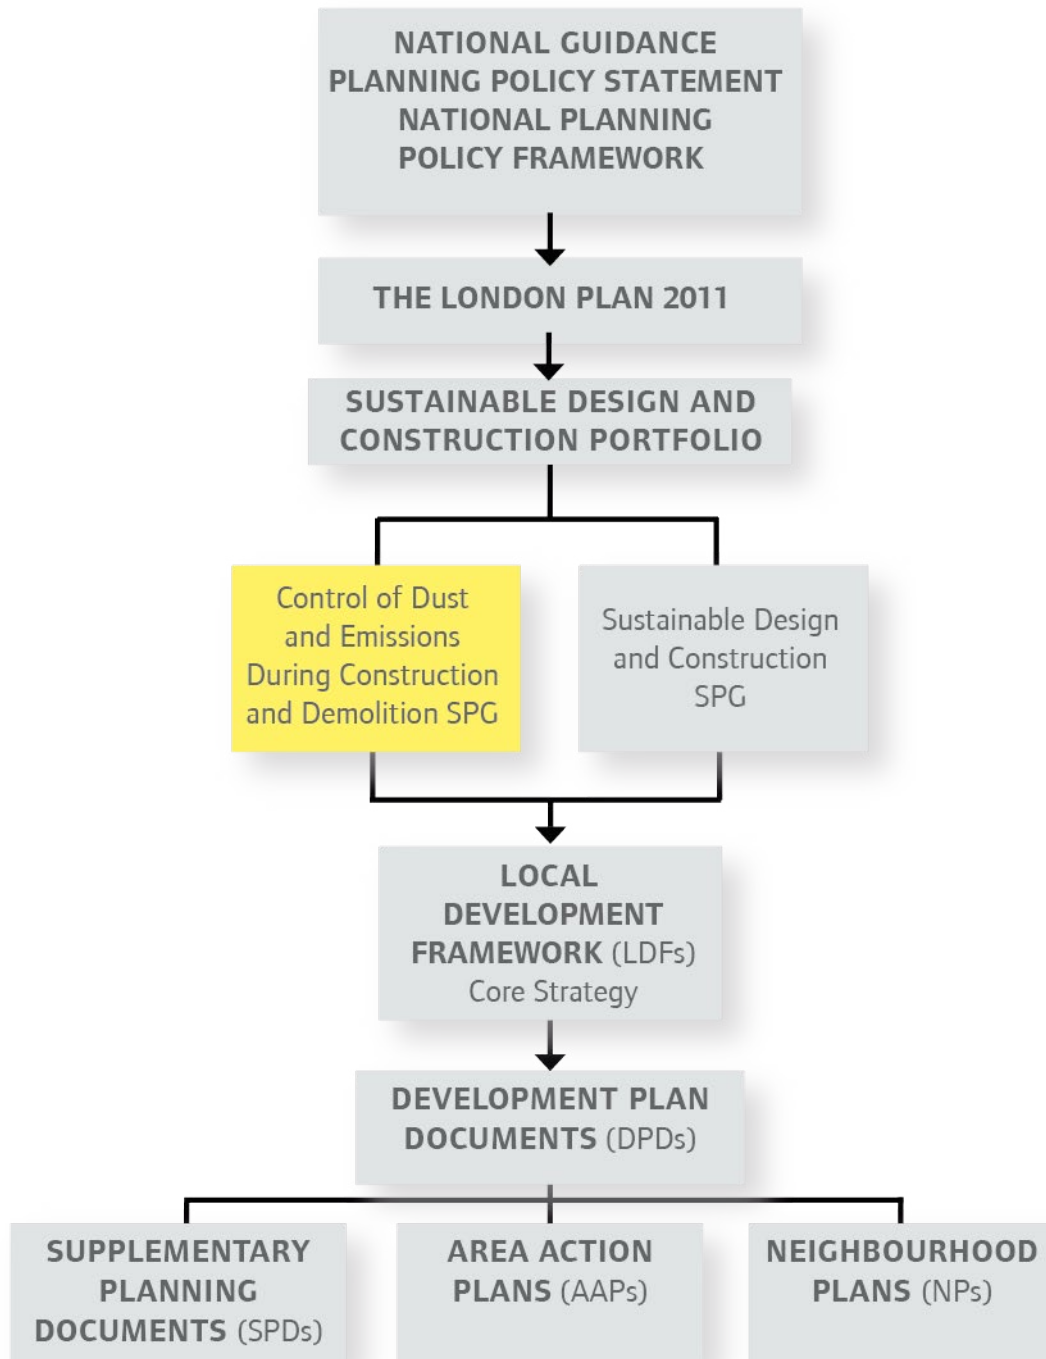 NATIONAL GUIDANCE
PLANNING POLICY STATEMENT
NATIONAL PLANNING
POLICY FRAMEWORK
THE LONDON PLAN 2011
SUSTAINABLE DESIGN AND
CONSTRUCTION PORTFOLIO
Control of Dust
and Emissions
During Construction
and Demolition SPG
Sustainable Design
and Construction
SPG
LOCAL
DEVELOPMENT
FRAMEWORK (LDFs)
Core Strategy
DEVELOPMENT PLAN
DOCUMENTS (DPDs)
SUPPLEMENTARY
PLANNING
DOCUMENTS (SPDs)
AREA ACTION
PLANS (AAPs)
NEIGHBOURHOOD
PLANS (NPs)